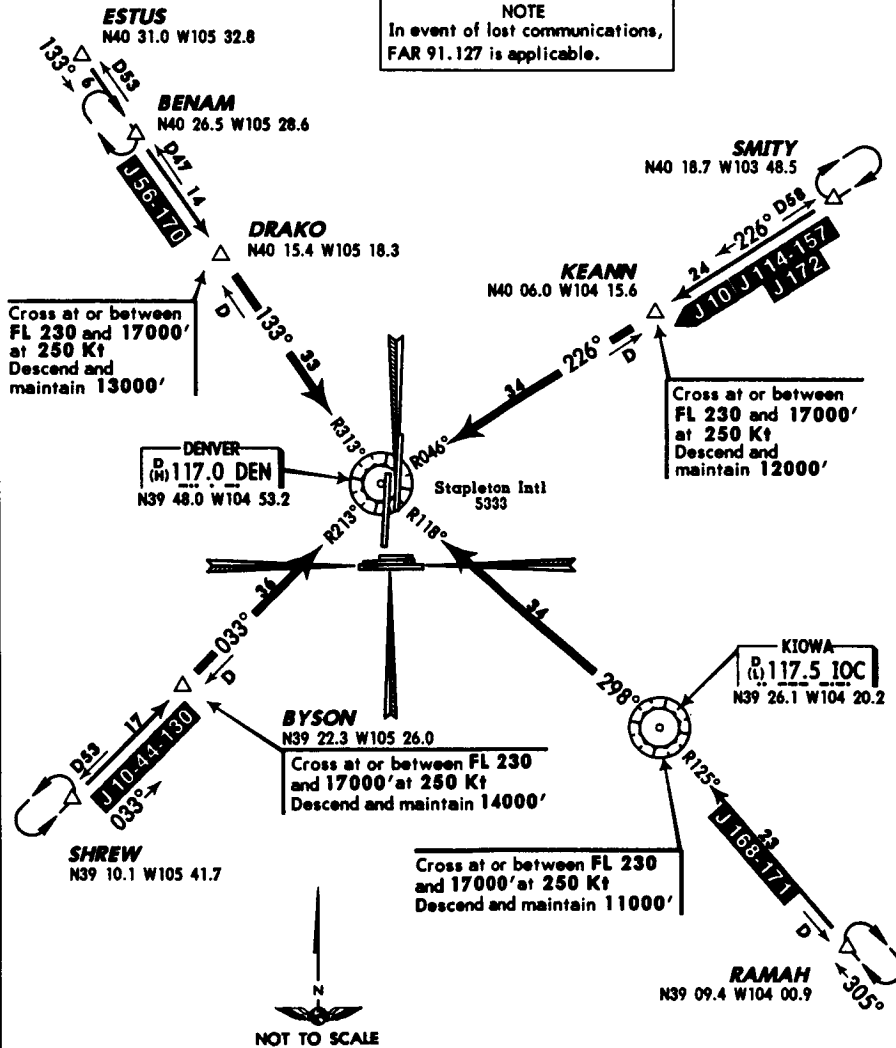 NOTE
In event of lost communications,
FAR 91.127 is applicable.
ESTUS
N40 31.0 W105 32.8
133°
6
D53
BENAM
N40 26.5 W105 28.6
D47
14
J56-170
DRAKO
N40 15.4 W105 18.3
Cross at or between
FL 230 and 17000'
at 250 Kt
Descend and
maintain 13000'
D
133°
33
R313°
SMITY
N40 18.7 W103 48.5
D58
226°
24
J10-J114-157
J172
KEANN
N40 06.0 W104 15.6
D
226°
34
R046°
Cross at or between
FL 230 and 17000'
at 250 Kt
Descend and
maintain 12000'
DENVER
D
(H) 117.0 DEN
N39 48.0 W104 53.2
Stapleton Intl
5333
R213°
R118°
36
033°
D
34
298°
KIOWA
D
(L) 117.5 IOC
N39 26.1 W104 20.2
BYSON
N39 22.3 W105 26.0
Cross at or between FL 230
and 17000' at 250 Kt
Descend and maintain 14000'
D53
17
J10-44-130
033°
SHREW
N39 10.1 W105 41.7
R125°
23
J168-171
D
Cross at or between FL 230
and 17000' at 250 Kt
Descend and maintain 11000'
RAMAH
N39 09.4 W104 00.9
305°
N
NOT TO SCALE